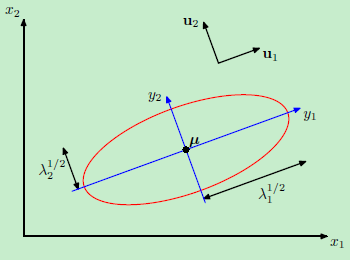 x₂
u₂
u₁
y₂
y₁
μ
λ₂^{1/2}
λ₁^{1/2}
x₁